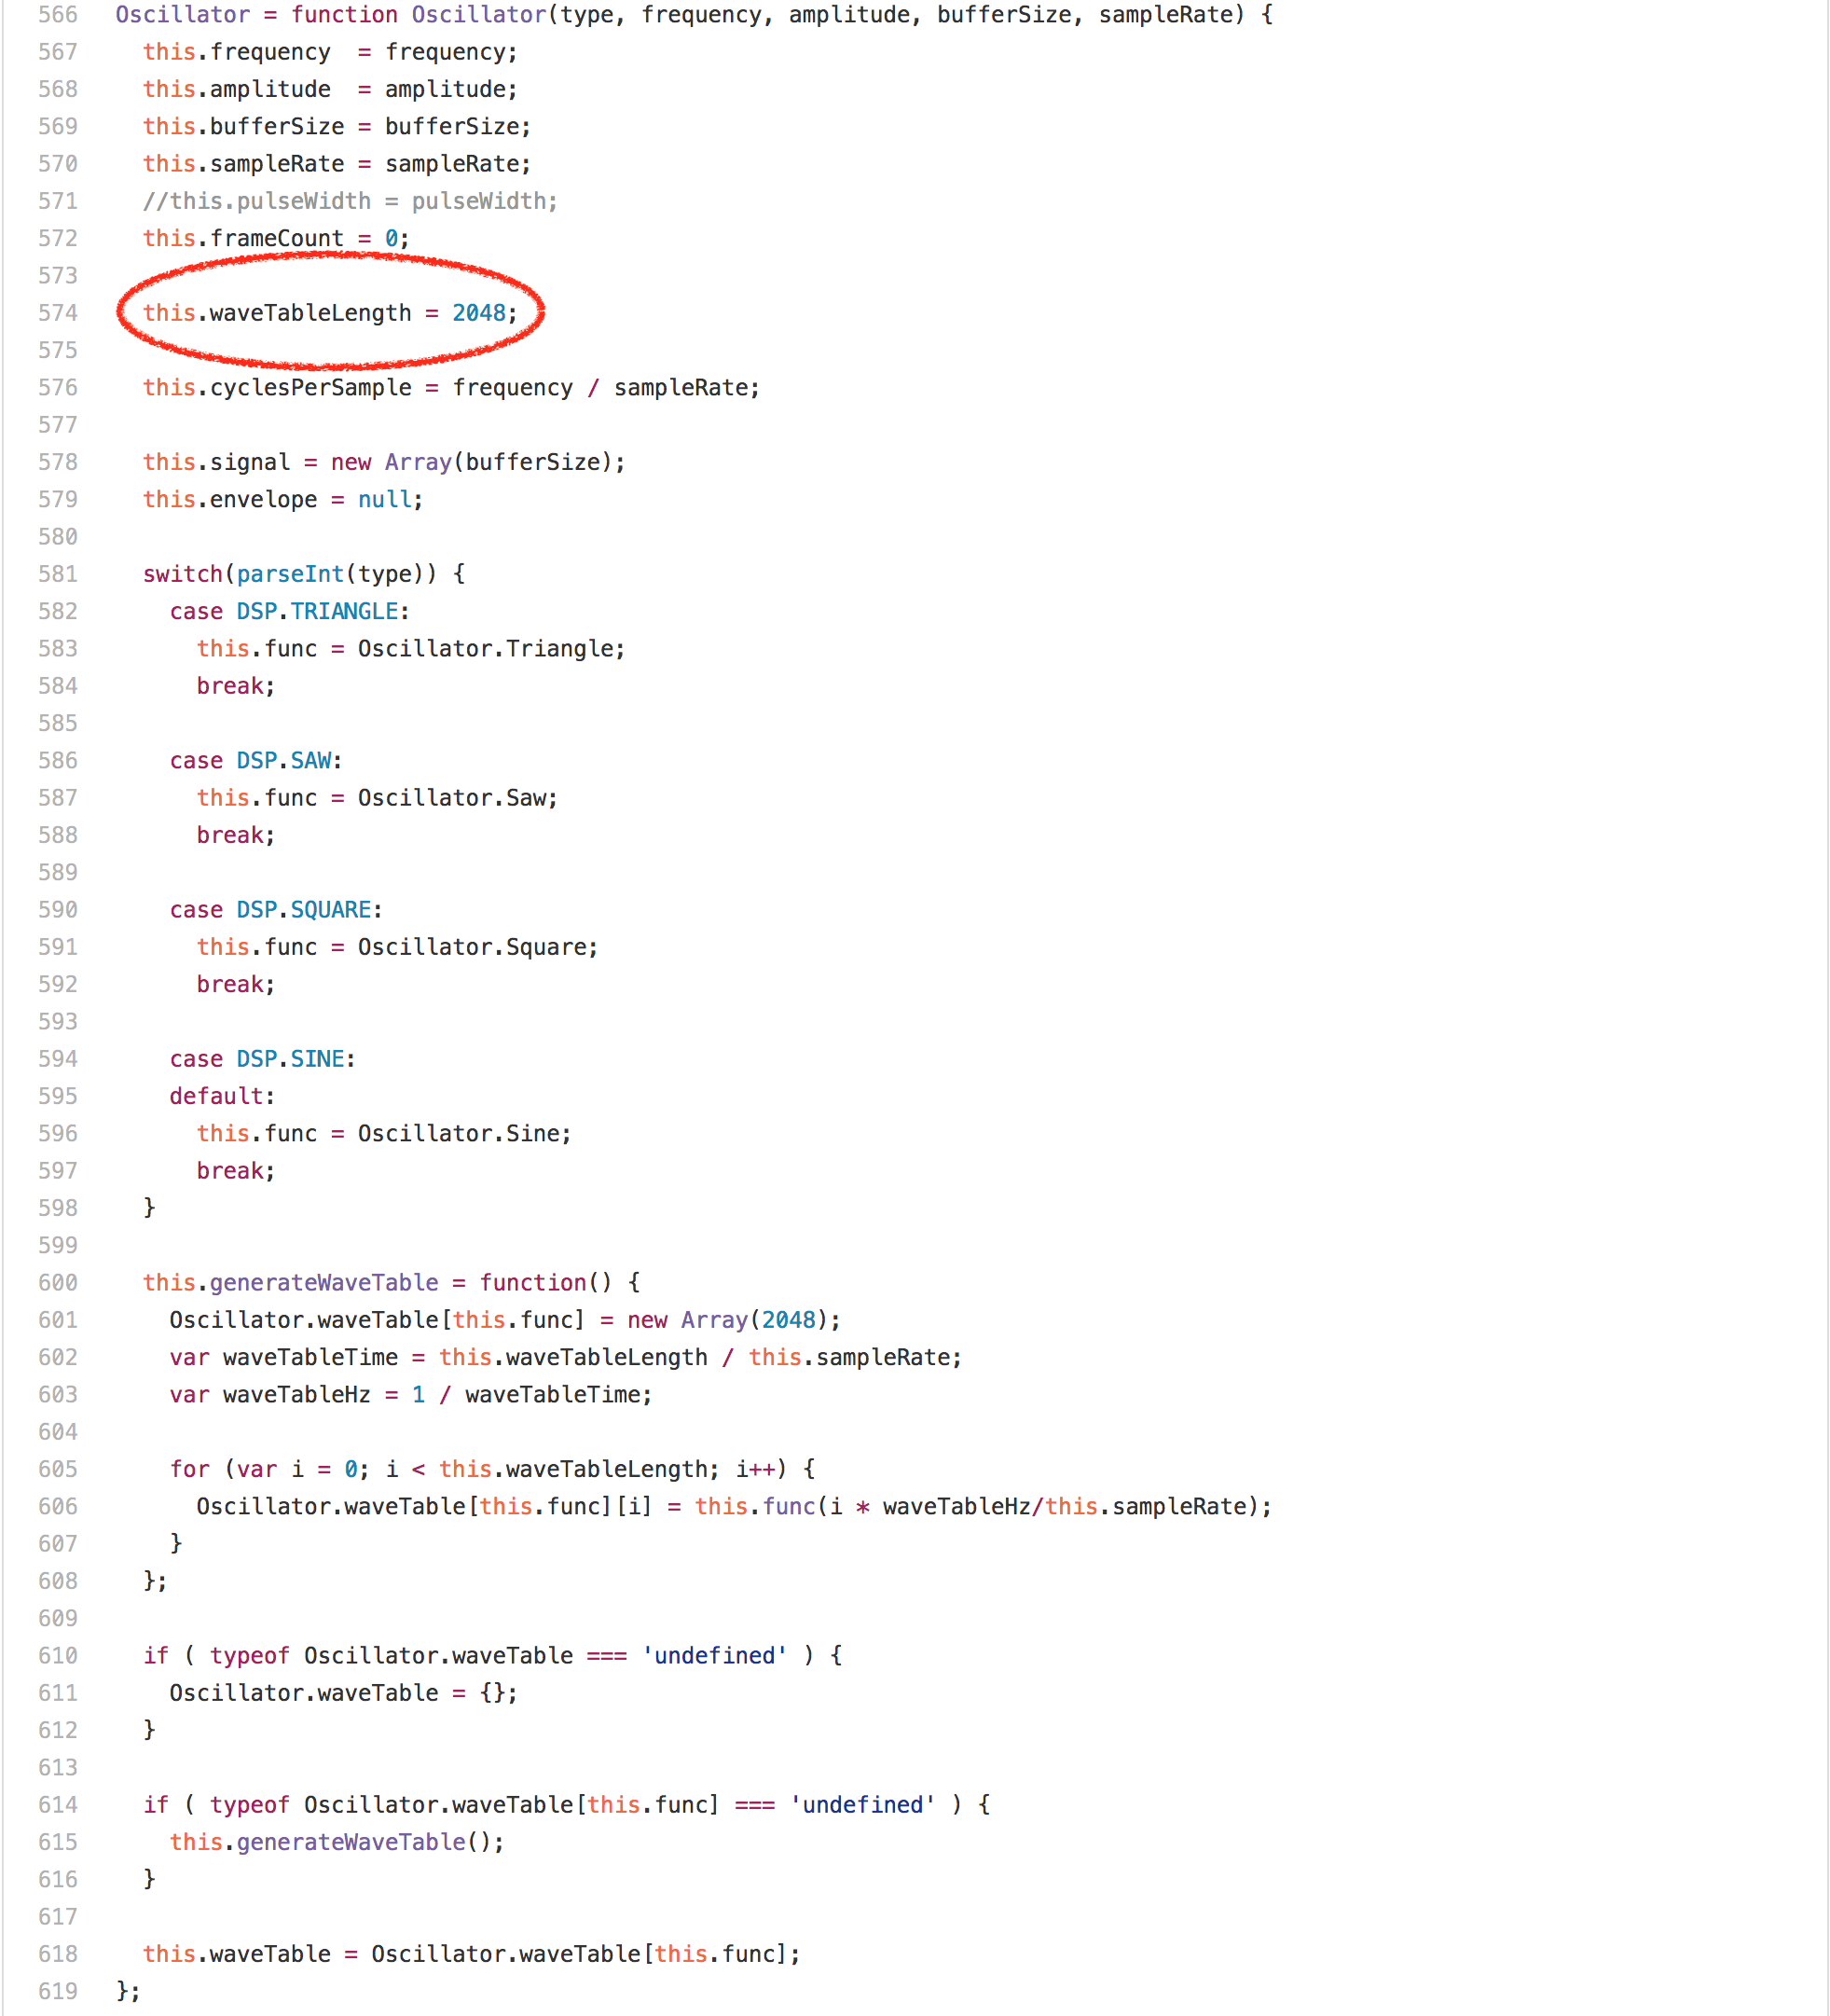 566 Oscillator = function Oscillator(type, frequency, amplitude, bufferSize, sampleRate) {
567   this.frequency  = frequency;
568   this.amplitude  = amplitude;
569   this.bufferSize = bufferSize;
570   this.sampleRate = sampleRate;
571   //this.pulseWidth = pulseWidth;
572   this.frameCount = 0;
573
574   this.waveTableLength = 2048;
575
576   this.cyclesPerSample = frequency / sampleRate;
577
578   this.signal = new Array(bufferSize);
579   this.envelope = null;
580
581   switch(parseInt(type)) {
582     case DSP.TRIANGLE:
583       this.func = Oscillator.Triangle;
584       break;
585
586     case DSP.SAW:
587       this.func = Oscillator.Saw;
588       break;
589
590     case DSP.SQUARE:
591       this.func = Oscillator.Square;
592       break;
593
594     case DSP.SINE:
595     default:
596       this.func = Oscillator.Sine;
597       break;
598   }
599
600   this.generateWaveTable = function() {
601     Oscillator.waveTable[this.func] = new Array(2048);
602     var waveTableTime = this.waveTableLength / this.sampleRate;
603     var waveTableHz = 1 / waveTableTime;
604
605     for (var i = 0; i < this.waveTableLength; i++) {
606       Oscillator.waveTable[this.func][i] = this.func(i * waveTableHz/this.sampleRate);
607     }
608   };
609
610   if ( typeof Oscillator.waveTable === 'undefined' ) {
611     Oscillator.waveTable = {};
612   }
613
614   if ( typeof Oscillator.waveTable[this.func] === 'undefined' ) {
615     this.generateWaveTable();
616   }
617
618   this.waveTable = Oscillator.waveTable[this.func];
619 };